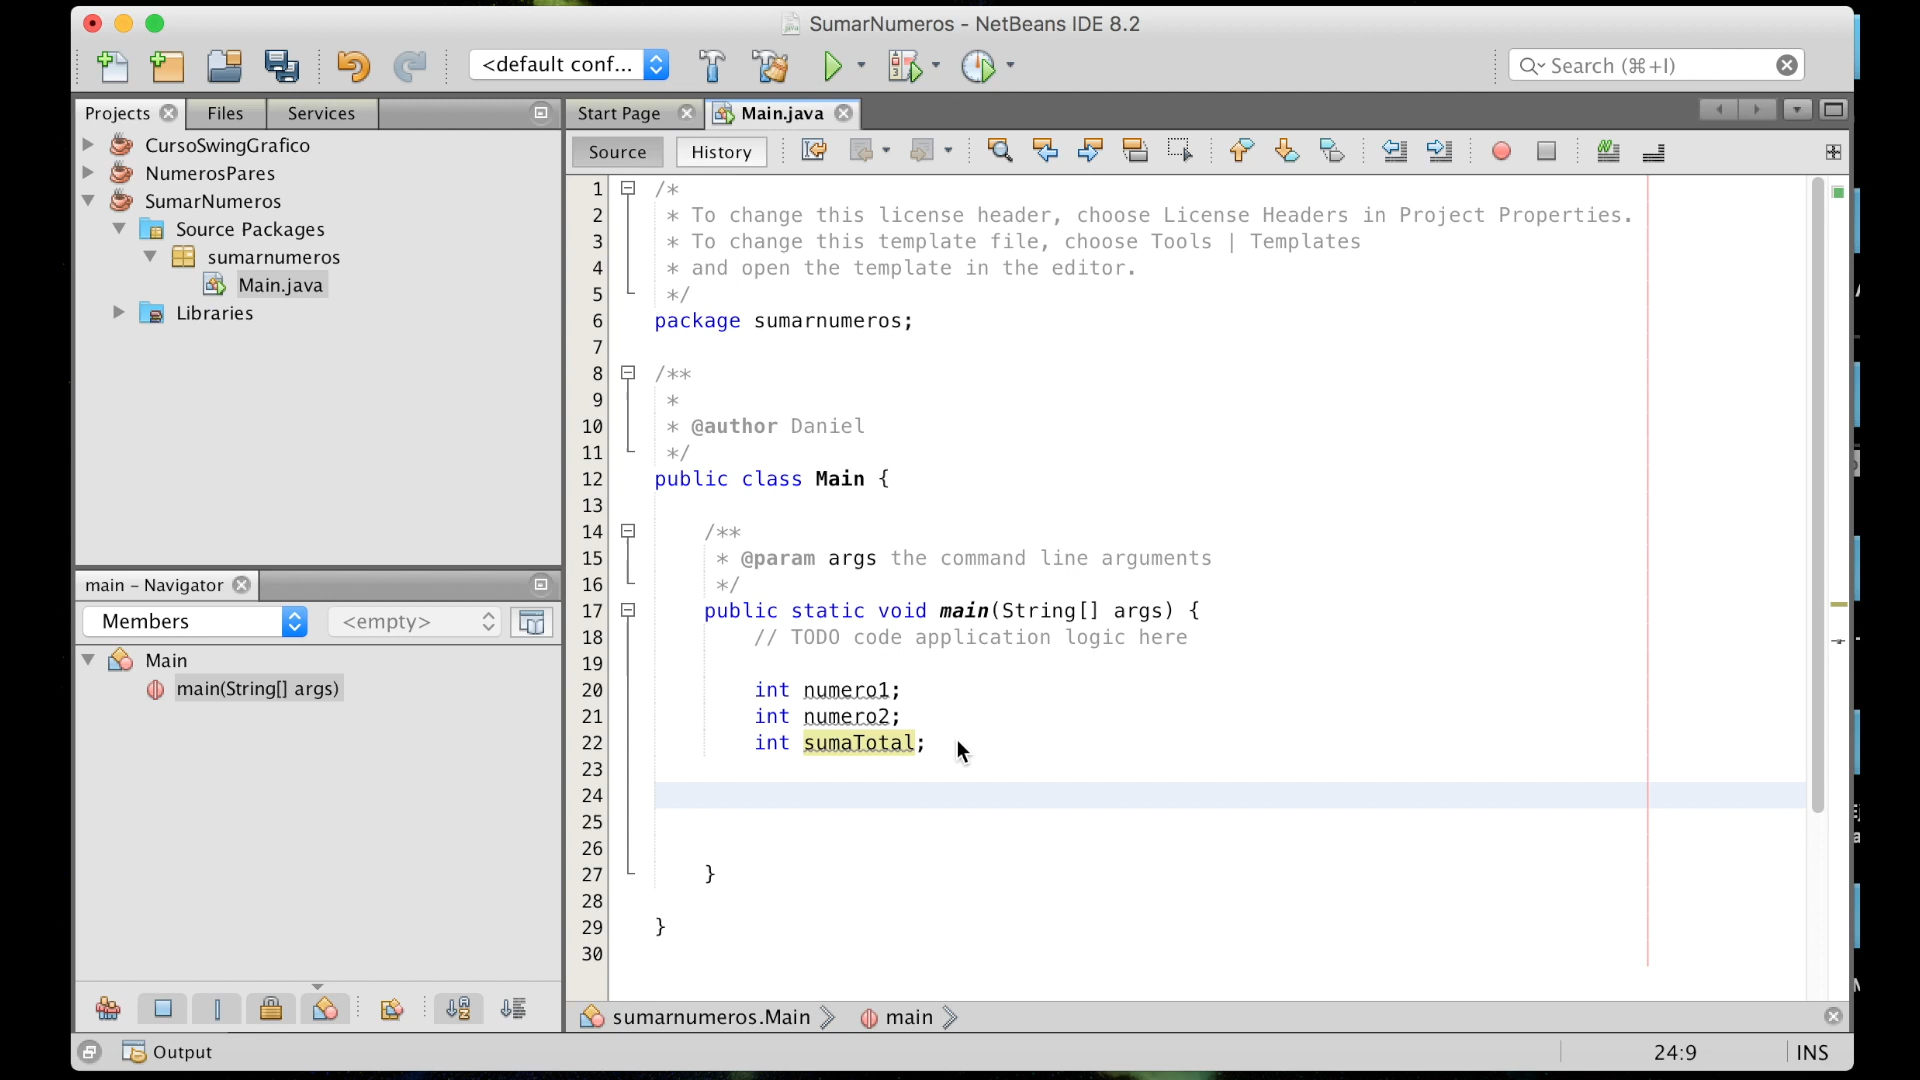 SumarNumeros - NetBeans IDE 8.2
<default conf...
Search (⌘+I)
Projects
Files
Services
Start Page
Main.java
Source
History
CursoSwingGrafico
NumerosPares
SumarNumeros
Source Packages
sumarnumeros
Main.java
Libraries
1 /*
2 * To change this license header, choose License Headers in Project Properties.
3 * To change this template file, choose Tools | Templates
4 * and open the template in the editor.
5 */
6 package sumarnumeros;
7
8 /**
9 *
10 * @author Daniel
11 */
12 public class Main {
13
14 /**
15 * @param args the command line arguments
16 */
17 public static void main(String[] args) {
18 // TODO code application logic here
19
20 int numero1;
21 int numero2;
22 int sumaTotal;
23
24
25
26
27 }
28
29 }
30
main - Navigator
Members
<empty>
Main
main(String[] args)
sumarnumeros.Main
main
Output
24:9
INS